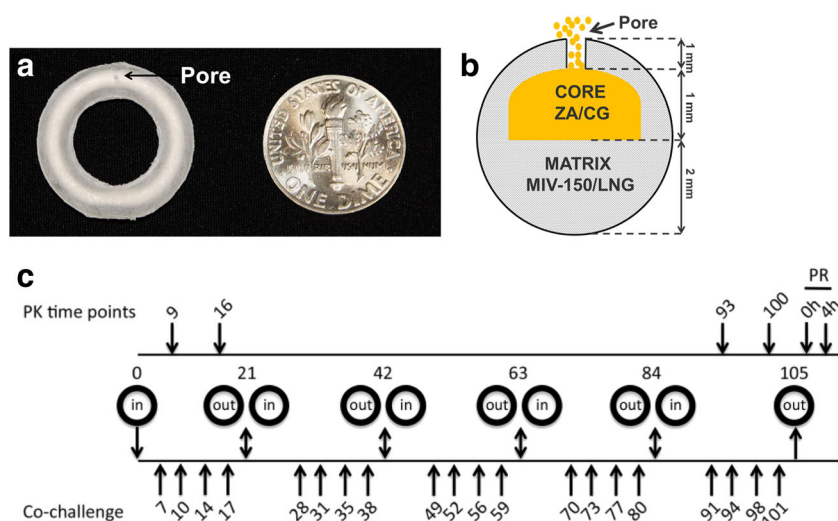 a
Pore
UNITED STATES OF AMERICA
E PLURIBUS UNUM
ONE DIME
b
Pore
CORE
ZA/CG
MATRIX
MIV-150/LNG
1 mm
1 mm
2 mm
c
PR
PK time points 9 16 93 100 0h 4h
0 21 42 63 84 105
in out in out in out in out in out
Co-challenge 7 10 14 17 28 31 35 38 49 52 56 59 70 73 77 80 91 94 98 101